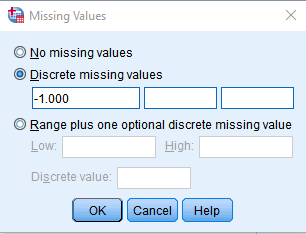 Missing Values
No missing values
Discrete missing values
-1.000
Range plus one optional discrete missing value
Low: High:
Discrete value:
OK Cancel Help